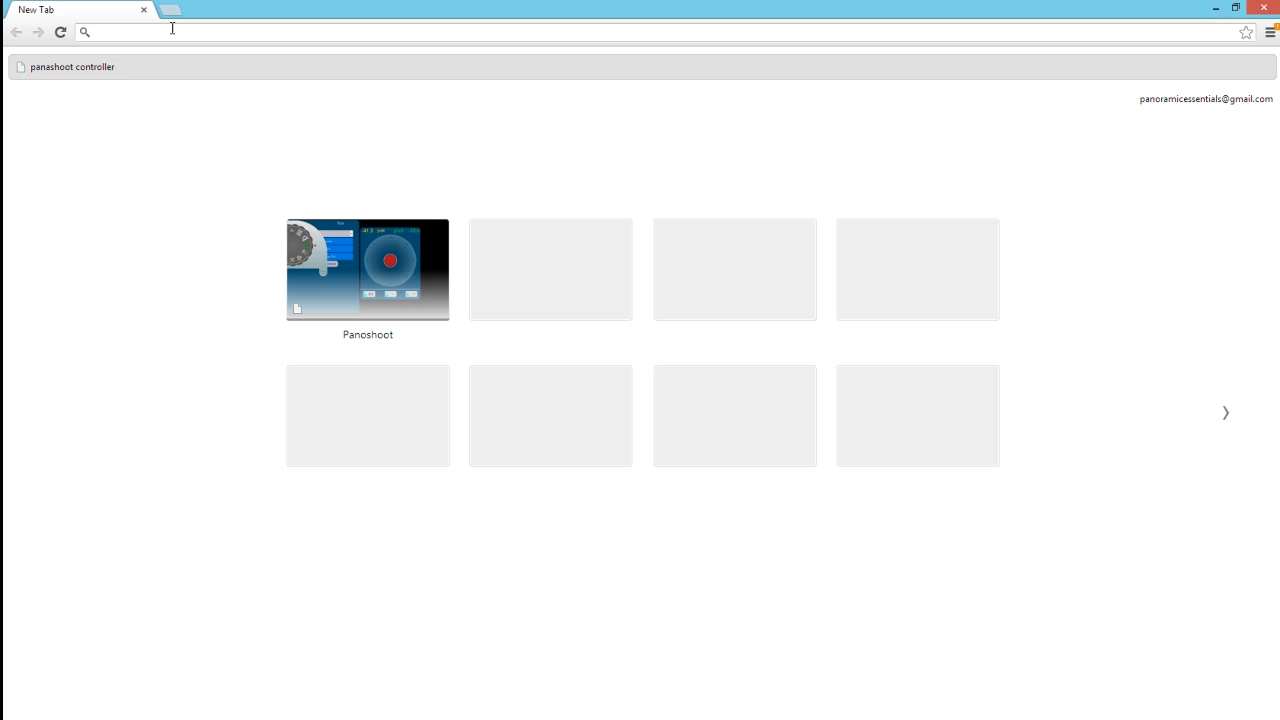 New Tab
panashoot controller
panoramicessentials@gmail.com
Panoshoot